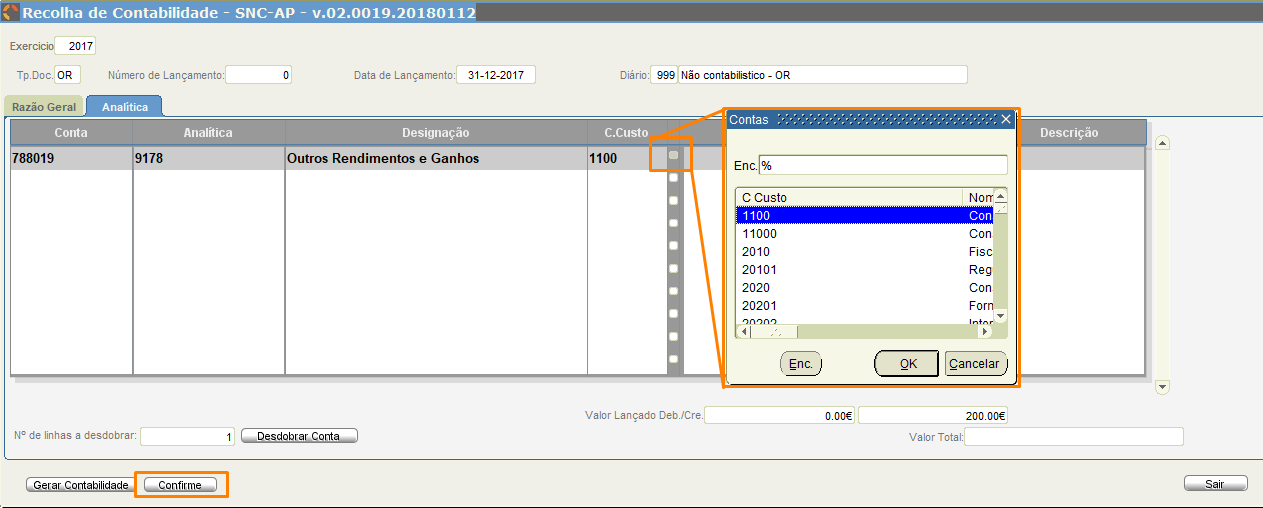 Recolha de Contabilidade - SNC-AP - v.02.0019.20180112
Exercício 2017
Tp.Doc. OR Número de Lançamento: 0 Data de Lançamento: 31-12-2017 Diário: 999 Não contabilistico - OR
Razão Geral Analítica
Conta Analítica Designação C.Custo Descrição
788019 9178 Outros Rendimentos e Ganhos 1100
Contas
Enc. %
C Custo Nom
1100 Con
11000 Con
2010 Fisc
20101 Reg
2020 Con
20201 Forn
20202 Inter
Enc. OK Cancelar
Valor Lançado Deb./Cre. 0.00€ 200.00€
Nº de linhas a desdobrar: 1 Desdobrar Conta Valor Total:
Gerar Contabilidade Confirme Sair